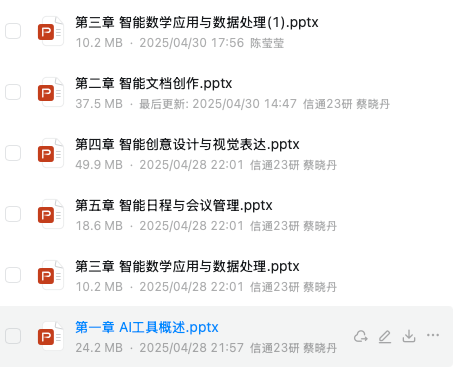 第三章 智能数学应用与数据处理(1).pptx
10.2 MB · 2025/04/30 17:56 陈莹莹
第二章 智能文档创作.pptx
37.5 MB · 最后更新: 2025/04/30 14:47 信通23研 蔡晓丹
第四章 智能创意设计与视觉表达.pptx
49.9 MB · 2025/04/28 22:01 信通23研 蔡晓丹
第五章 智能日程与会议管理.pptx
18.6 MB · 2025/04/28 22:01 信通23研 蔡晓丹
第三章 智能数学应用与数据处理.pptx
10.2 MB · 2025/04/28 22:01 信通23研 蔡晓丹
第一章 AI工具概述.pptx
24.2 MB · 2025/04/28 21:57 信通23研 蔡晓丹